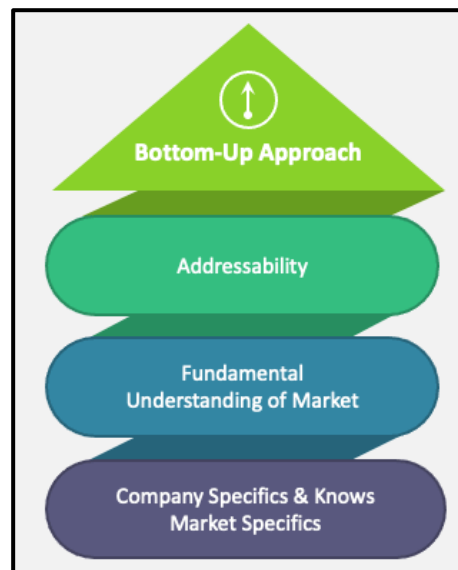 Bottom-Up Approach
Addressability
Fundamental
Understanding of Market
Company Specifics & Knows
Market Specifics